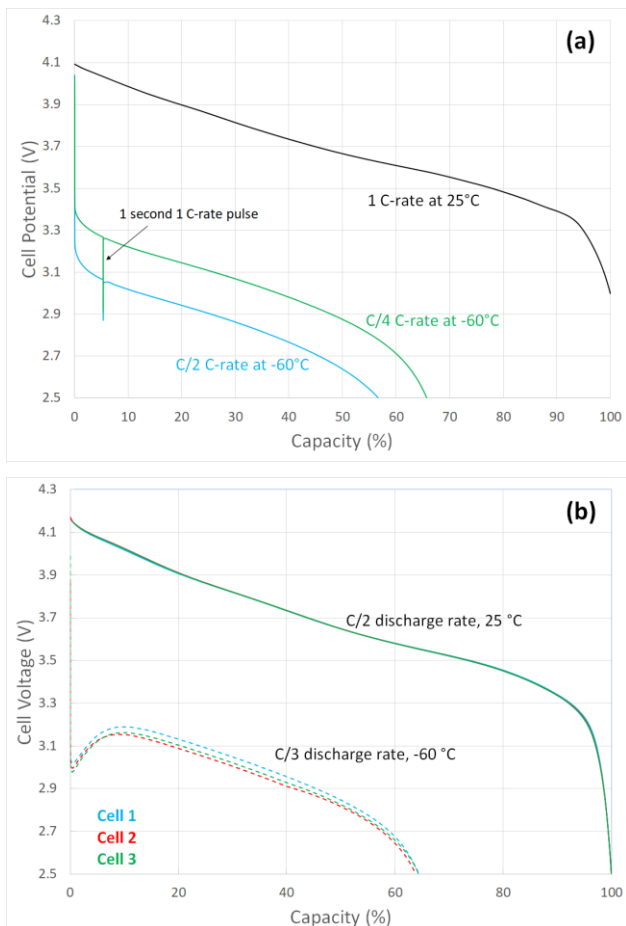 (a)
4.3
4.1
3.9
3.7
3.5
3.3
3.1
2.9
2.7
2.5
Cell Potential (V)
1 C-rate at 25°C
1 second 1 C-rate pulse
C/4 C-rate at -60°C
C/2 C-rate at -60°C
0 10 20 30 40 50 60 70 80 90 100
Capacity (%)
(b)
4.3
4.1
3.9
3.7
3.5
3.3
3.1
2.9
2.7
2.5
Cell Voltage (V)
C/2 discharge rate, 25 °C
C/3 discharge rate, -60 °C
Cell 1
Cell 2
Cell 3
0 20 40 60 80 100
Capacity (%)